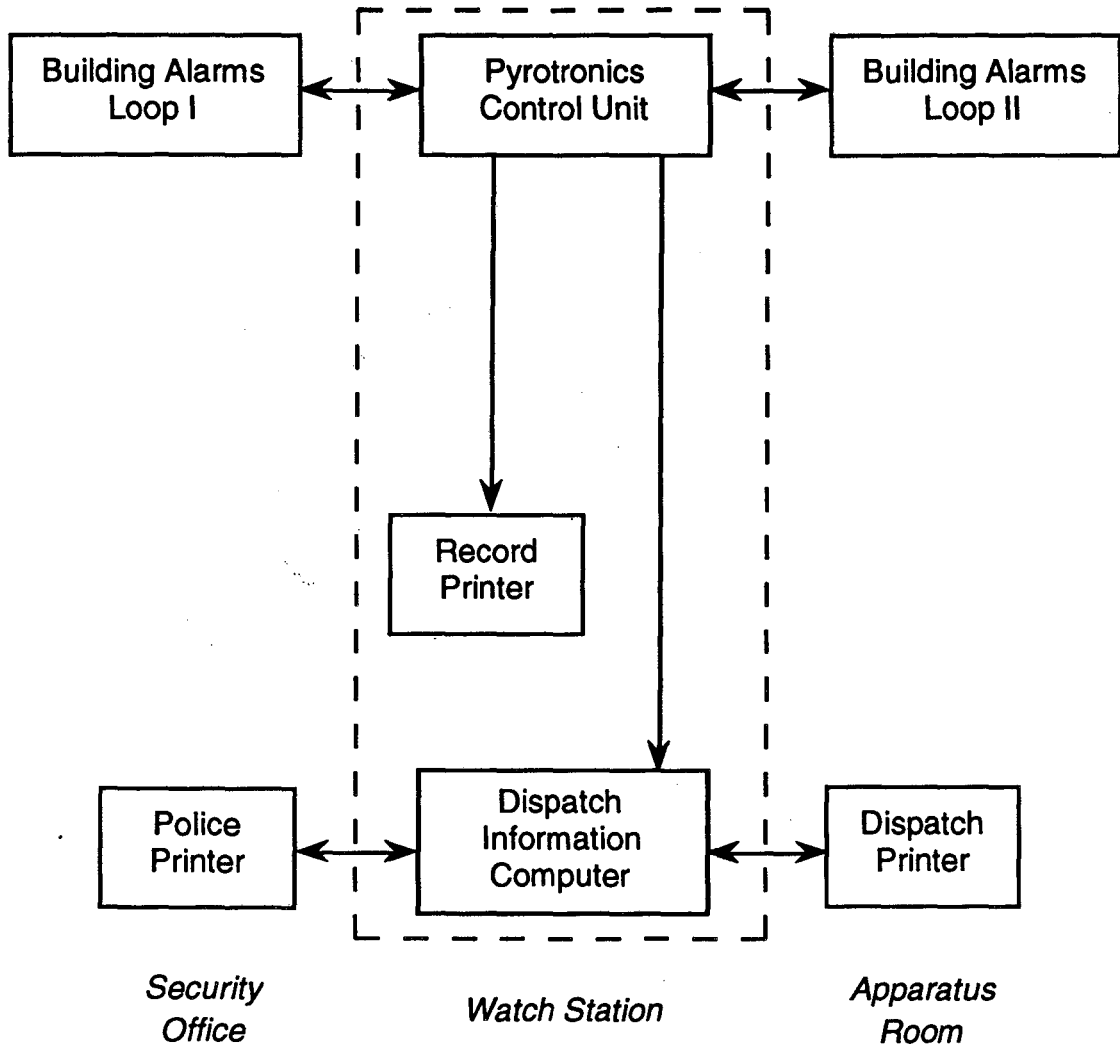 Building Alarms
Loop I
Pyrotronics
Control Unit
Building Alarms
Loop II
Record
Printer
Police
Printer
Dispatch
Information
Computer
Dispatch
Printer
Security
Office
Watch Station
Apparatus
Room